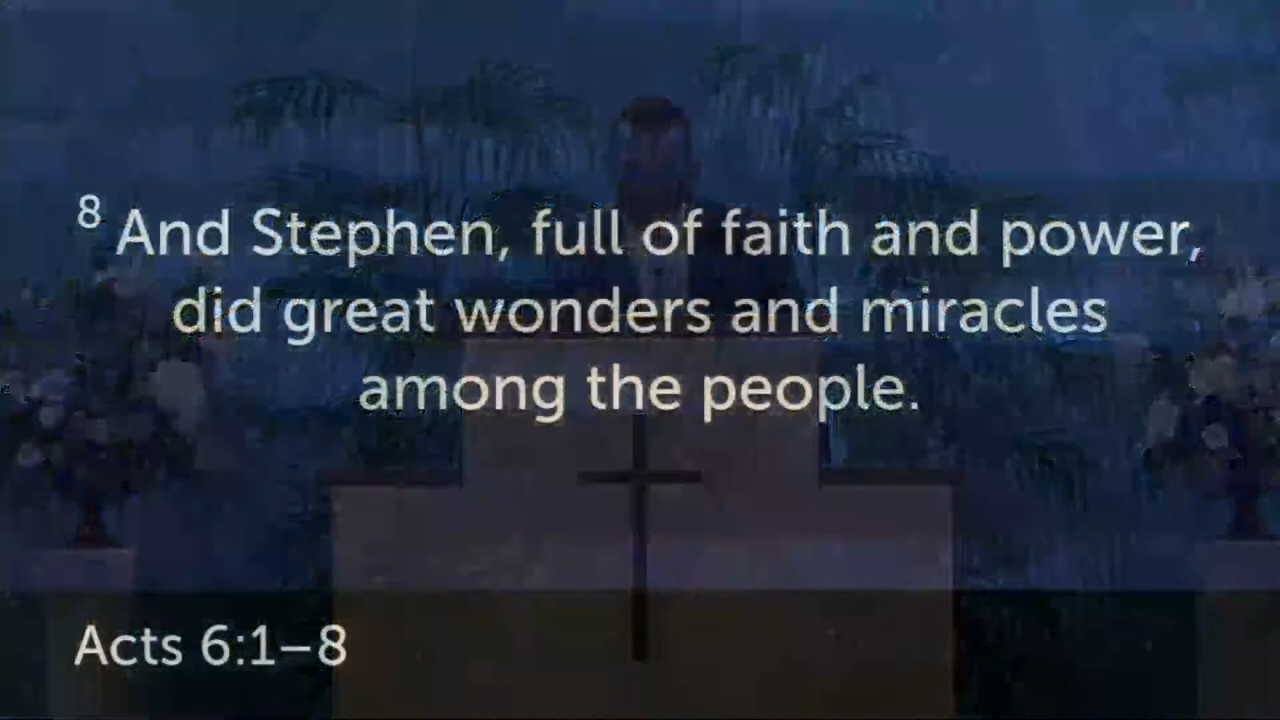 8 And Stephen, full of faith and power,
did great wonders and miracles
among the people.
Acts 6:1–8